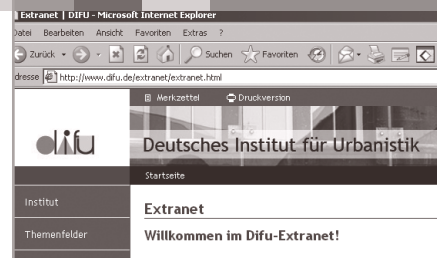 Extranet | DIFU - Microsoft Internet Explorer
Datei Bearbeiten Ansicht Favoriten Extras ?
Zurück Suchen Favoriten
dresse http://www.difu.de/extranet/extranet.html
Merkzettel Druckversion
difu
Deutsches Institut für Urbanistik
Startseite
Institut
Extranet
Themenfelder
Willkommen im Difu-Extranet!